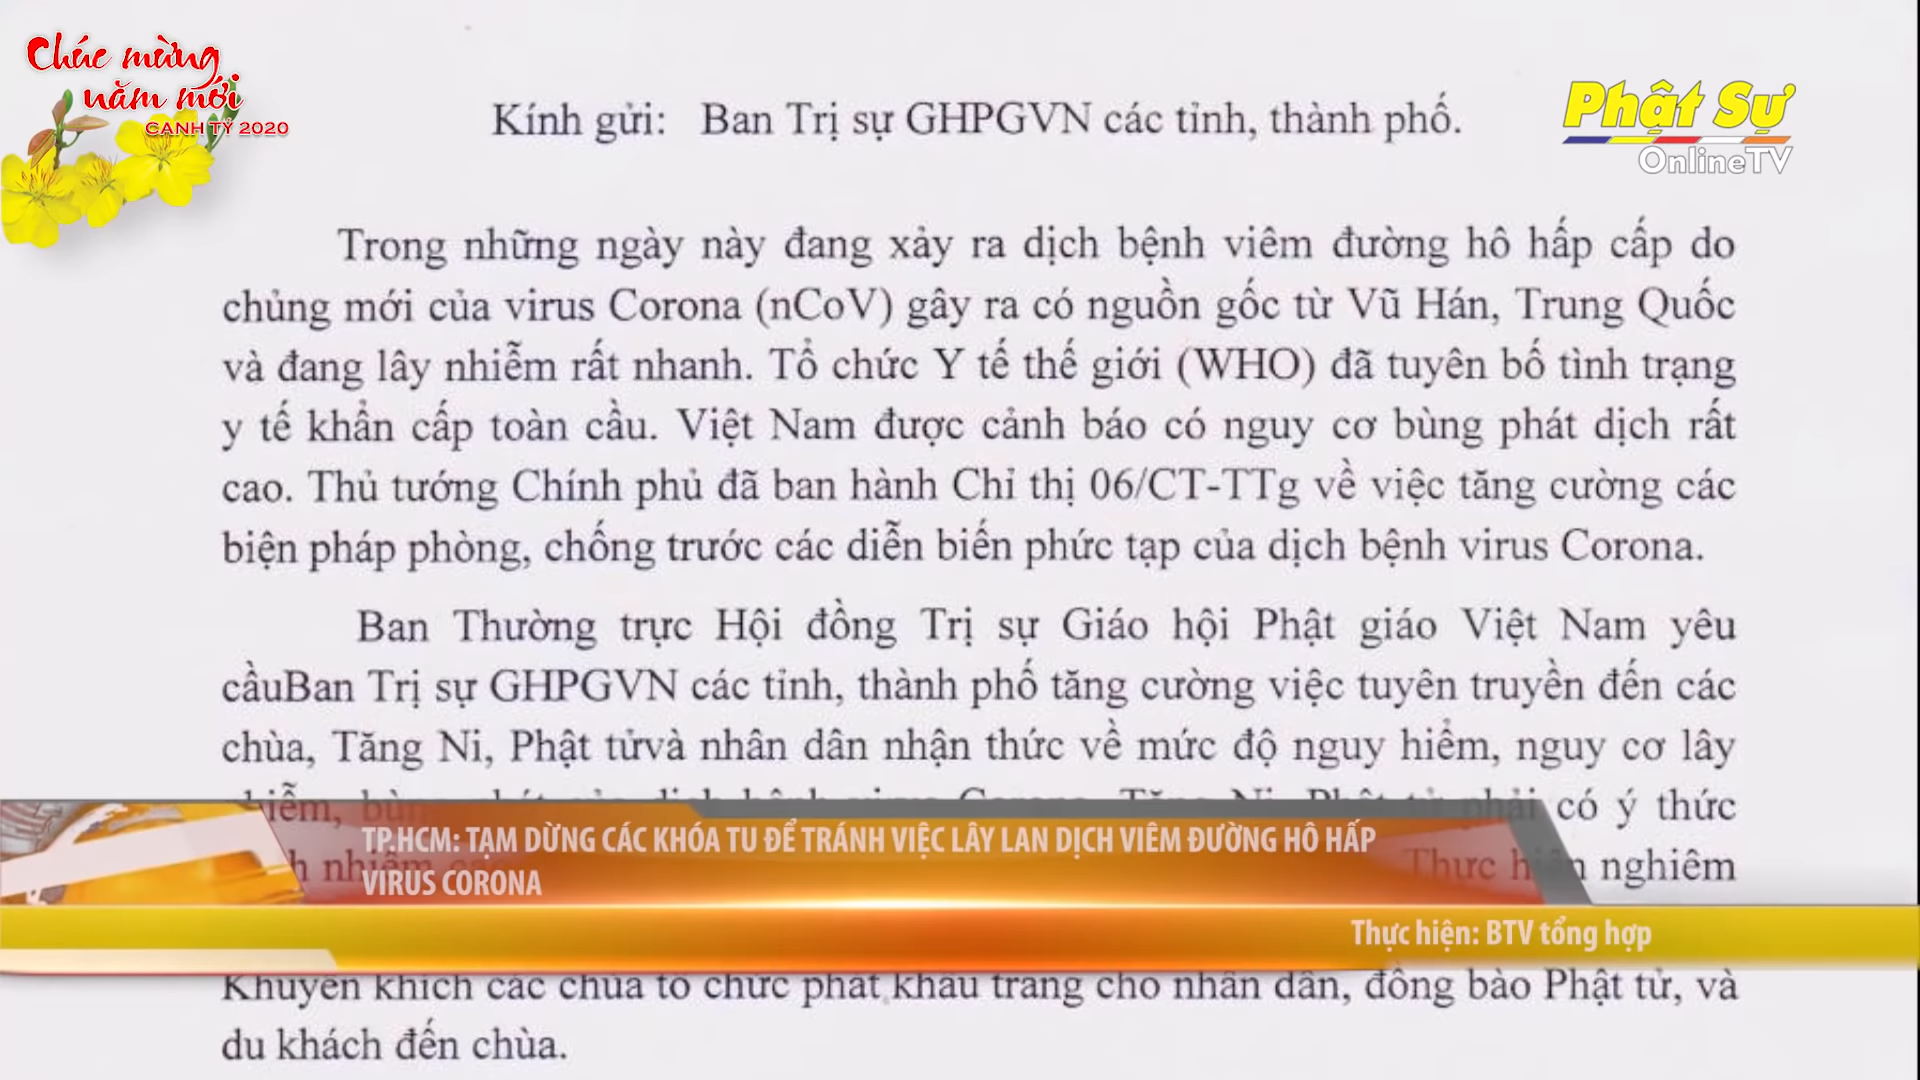 Chúc mừng
năm mới
CANH TÝ 2020
Phật Sự
OnlineTV
Kính gửi: Ban Trị sự GHPGVN các tỉnh, thành phố.
Trong những ngày này đang xảy ra dịch bệnh viêm đường hô hấp cấp do
chủng mới của virus Corona (nCoV) gây ra có nguồn gốc từ Vũ Hán, Trung Quốc
và đang lây nhiễm rất nhanh. Tổ chức Y tế thế giới (WHO) đã tuyên bố tình trạng
y tế khẩn cấp toàn cầu. Việt Nam được cảnh báo có nguy cơ bùng phát dịch rất
cao. Thủ tướng Chính phủ đã ban hành Chỉ thị 06/CT-TTg về việc tăng cường các
biện pháp phòng, chống trước các diễn biến phức tạp của dịch bệnh virus Corona.
Ban Thường trực Hội đồng Trị sự Giáo hội Phật giáo Việt Nam yêu
cầuBan Trị sự GHPGVN các tỉnh, thành phố tăng cường việc tuyên truyền đến các
chùa, Tăng Ni, Phật tửvà nhân dân nhận thức về mức độ nguy hiểm, nguy cơ lây
dịch bệnh virus Corona. Tăng Ni, Phật tử phải có ý thức
Thực hiện nghiêm
TP.HCM: TẠM DỪNG CÁC KHÓA TU ĐỂ TRÁNH VIỆC LÂY LAN DỊCH VIÊM ĐƯỜNG HÔ HẤP
VIRUS CORONA
Thực hiện: BTV tổng hợp
Khuyến khích các chùa tổ chức phát khẩu trang cho nhân dân, đồng bào Phật tử, và
du khách đến chùa.